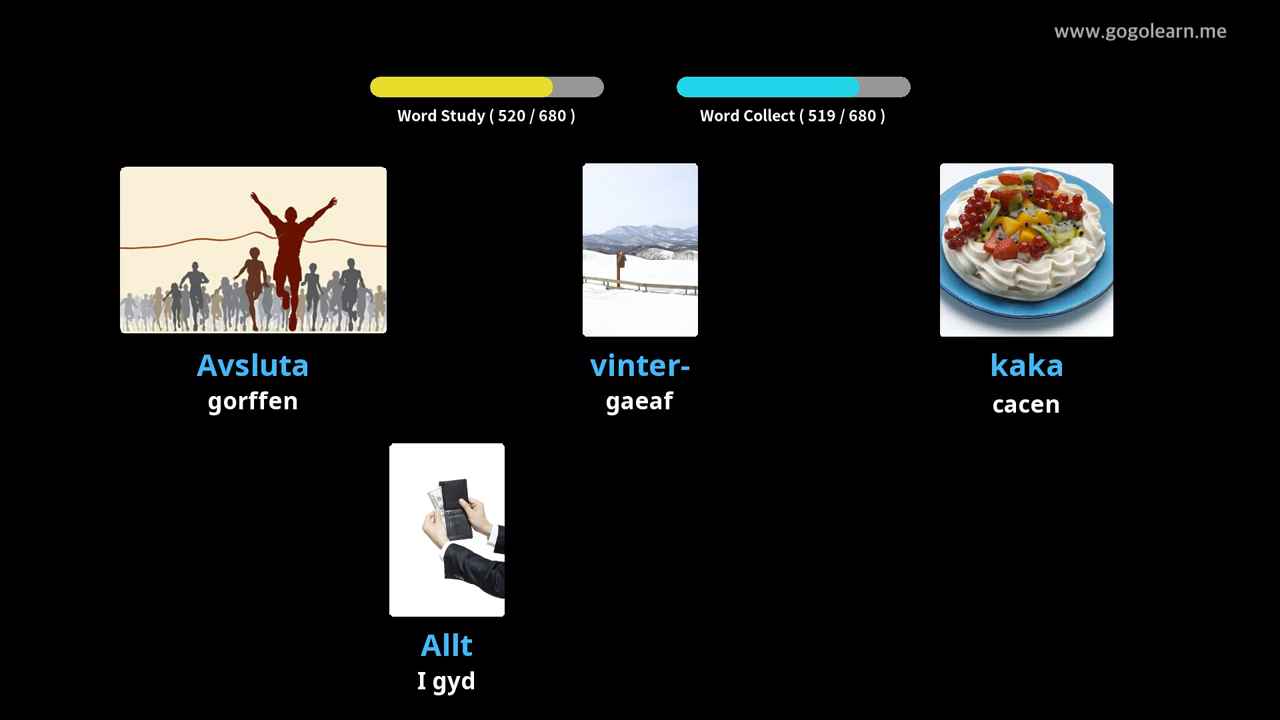 www.gogolearn.me
Word Study ( 520 / 680 )
Word Collect ( 519 / 680 )
Avsluta
gorffen
vinter-
gaeaf
kaka
cacen
Allt
I gyd